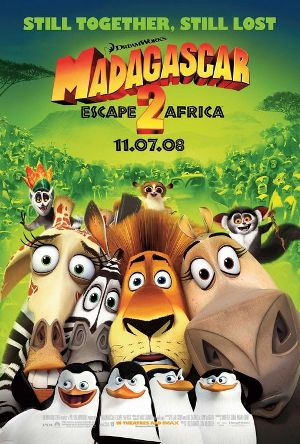 STILL TOGETHER, STILL LOST
DREAMWORKS
MADAGASCAR
ESCAPE 2 AFRICA
11.07.08
IN THEATRES AND IMAX